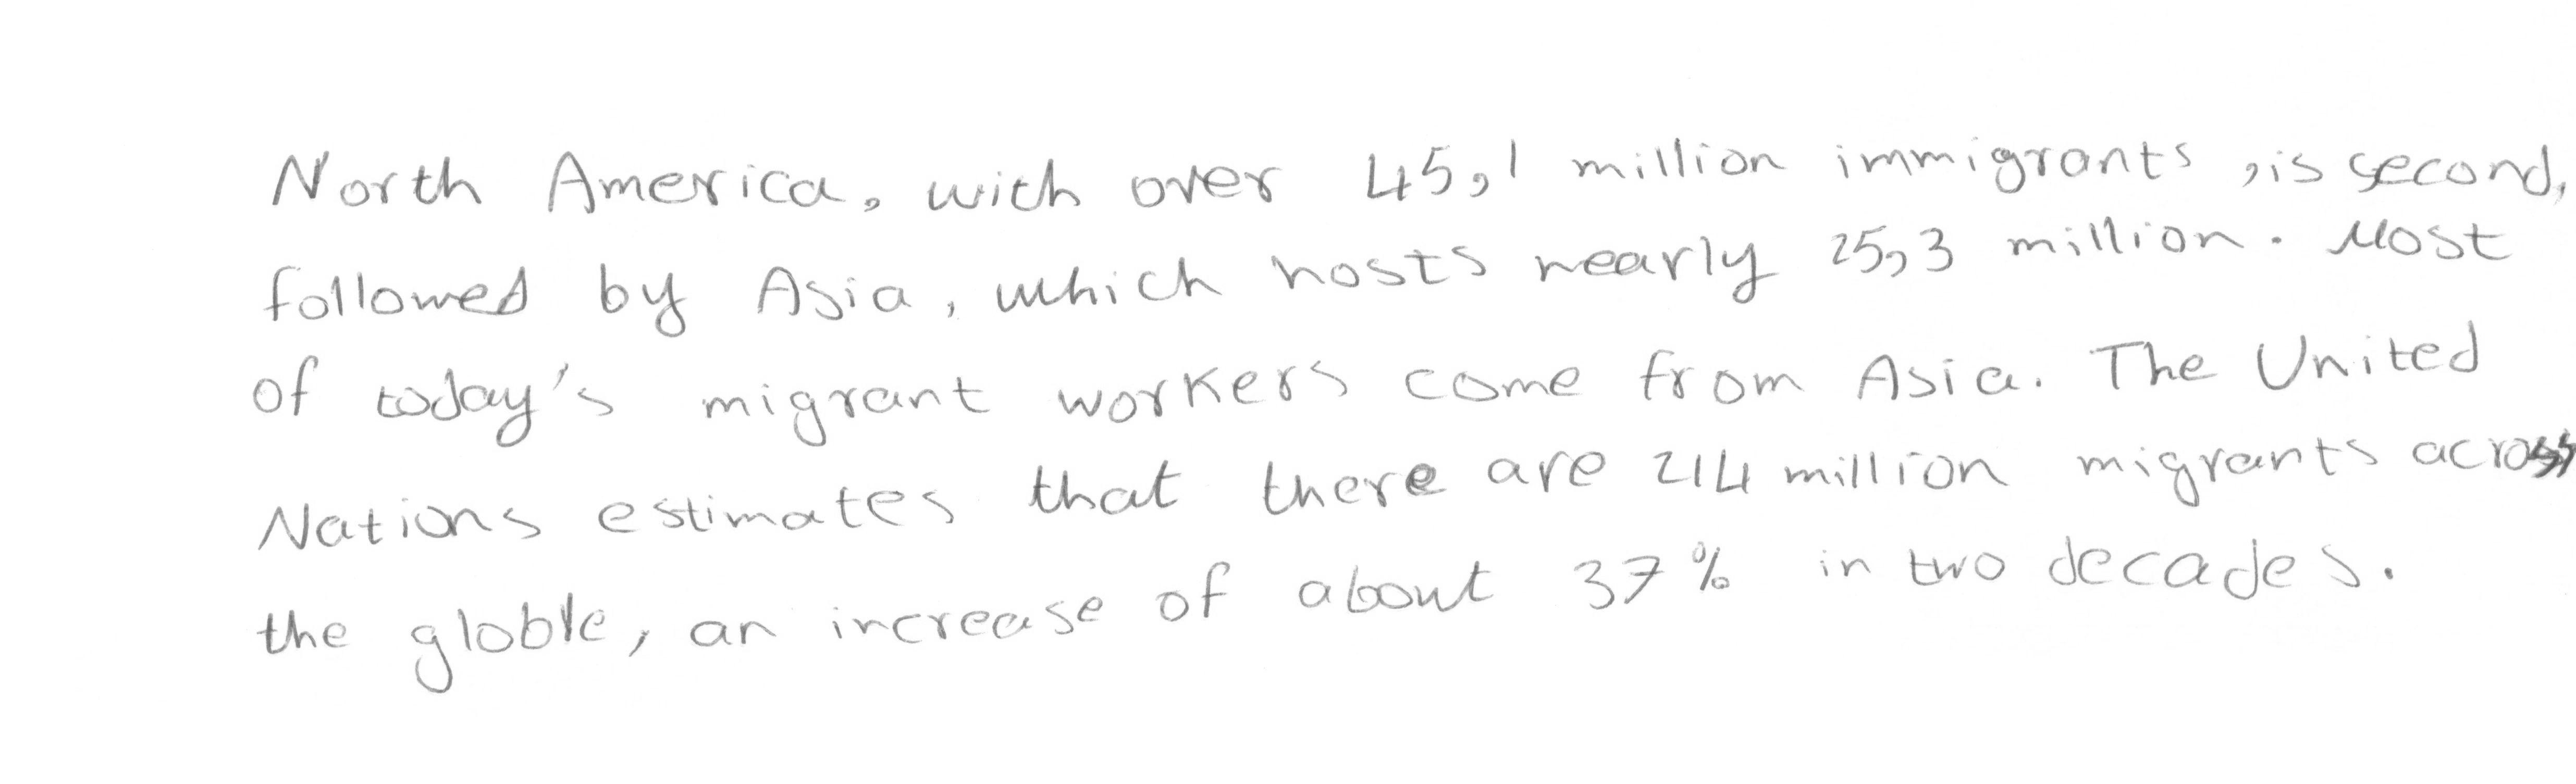 North America, with over 45,1 million immigrants ,is second,
followed by Asia, which hosts nearly 25,3 million. Most
of today's migrant workers come from Asia. The United
Nations estimates that there are 214 million migrants across
the globle, an increase of about 37% in two decades.